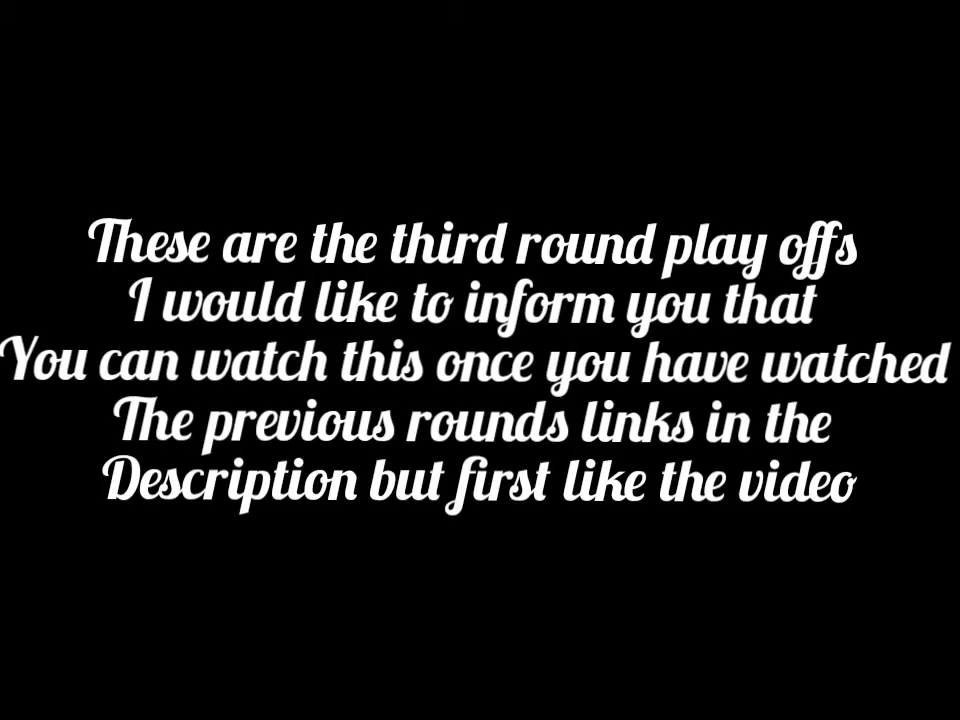 These are the third round play offs
I would like to inform you that
You can watch this once you have watched
The previous rounds links in the
Description but first like the video